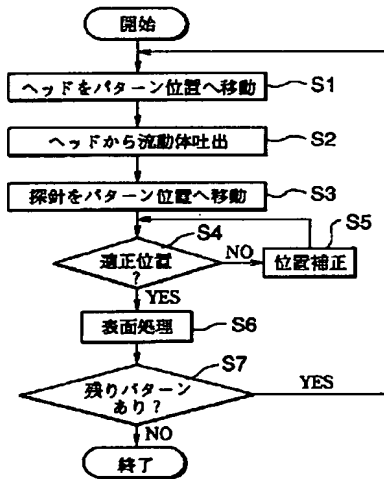 開始
ヘッドをパターン位置へ移動
S1
ヘッドから流動体吐出
S2
探針をパターン位置へ移動
S3
S4
適正位置
?
NO
位置補正
S5
YES
表面処理
S6
S7
残りパターン
あり?
YES
NO
終了